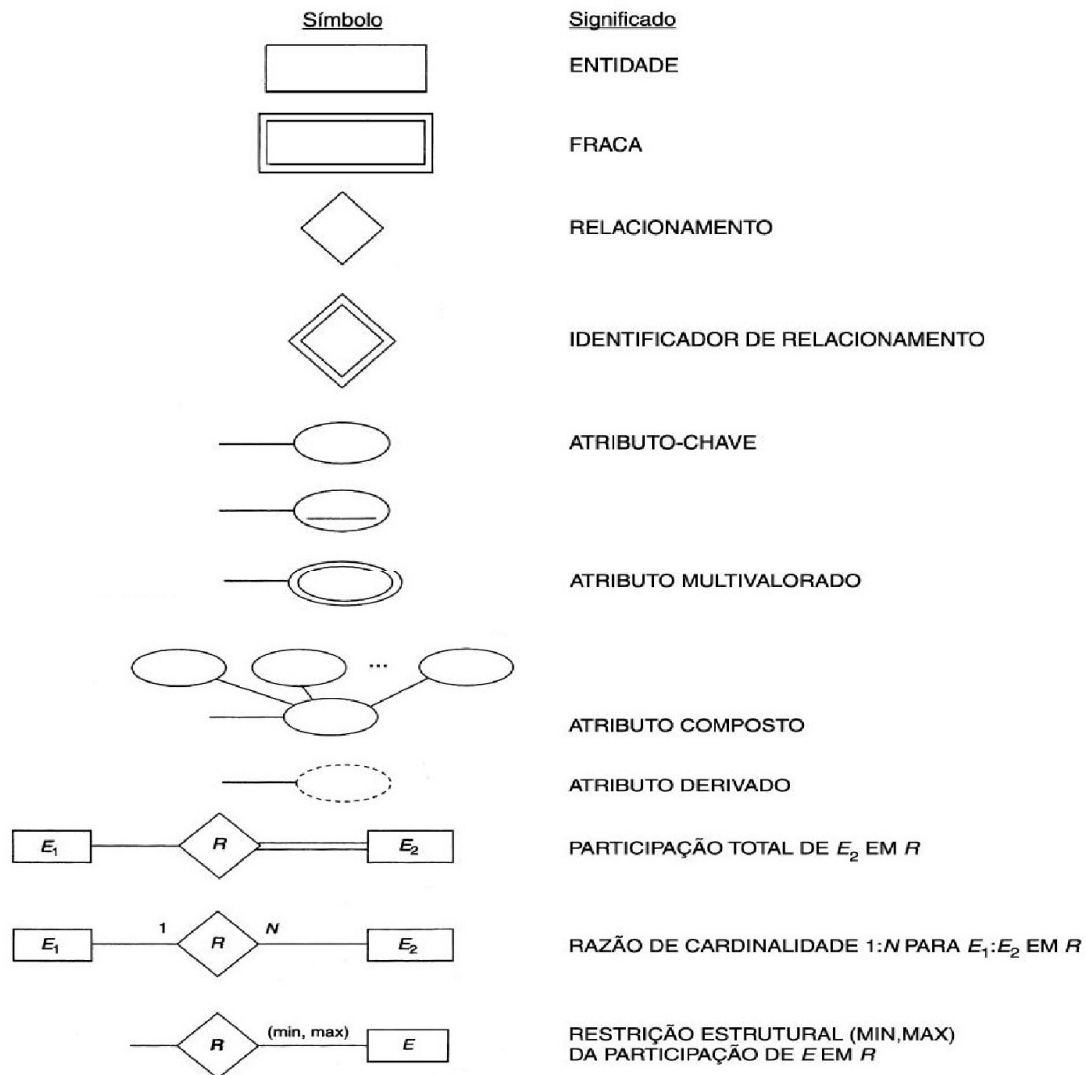 Símbolo Significado
ENTIDADE
FRACA
RELACIONAMENTO
IDENTIFICADOR DE RELACIONAMENTO
ATRIBUTO-CHAVE
ATRIBUTO MULTIVALORADO
...
ATRIBUTO COMPOSTO
ATRIBUTO DERIVADO
E₁ R E₂ PARTICIPAÇÃO TOTAL DE E₂ EM R
E₁ 1 R N E₂ RAZÃO DE CARDINALIDADE 1:N PARA E₁:E₂ EM R
R (min, max) E RESTRIÇÃO ESTRUTURAL (MIN,MAX)
DA PARTICIPAÇÃO DE E EM R